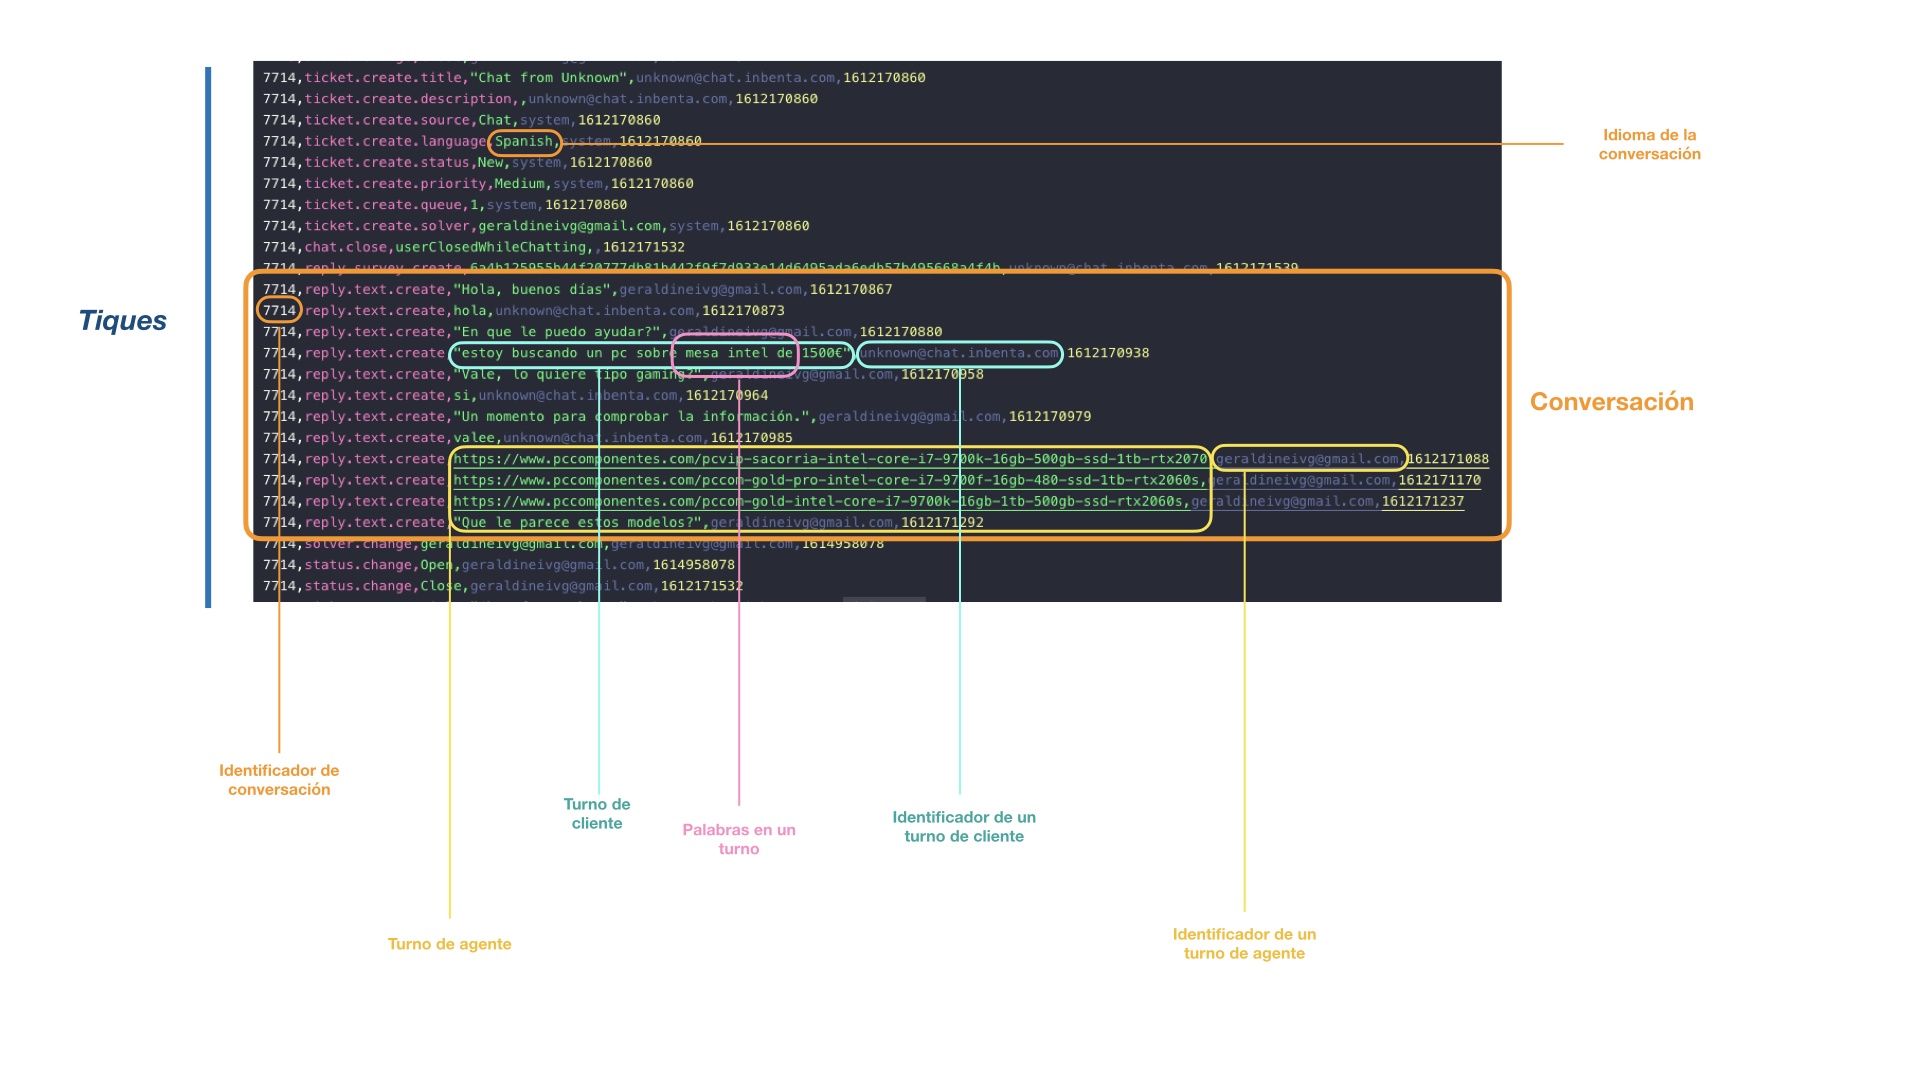 7714,ticket.create.title,"Chat from Unknown",unknown@chat.inbenta.com,1612170860
7714,ticket.create.description,,unknown@chat.inbenta.com,1612170860
7714,ticket.create.source,Chat,system,1612170860
7714,ticket.create.language,Spanish,system,1612170860
Idioma de la
conversación
7714,ticket.create.status,New,system,1612170860
7714,ticket.create.priority,Medium,system,1612170860
7714,ticket.create.queue,1,system,1612170860
7714,ticket.create.solver,geraldineivg@gmail.com,system,1612170860
7714,chat.close,userClosedWhileChatting,,1612171532
7714,reply.survey.create,unknown@chat.inbenta.com,1612171539
Tiques
7714,reply.text.create,"Hola, buenos días",geraldineivg@gmail.com,1612170867
7714,reply.text.create,hola,unknown@chat.inbenta.com,1612170873
7714,reply.text.create,"En que le puedo ayudar?",geraldineivg@gmail.com,1612170880
7714,reply.text.create,"estoy buscando un pc sobre mesa intel de 1500€",unknown@chat.inbenta.com,1612170938
7714,reply.text.create,"Vale, lo quiere tipo gaming?",geraldineivg@gmail.com,1612170958
7714,reply.text.create,si,unknown@chat.inbenta.com,1612170964
7714,reply.text.create,"Un momento para comprobar la información.",geraldineivg@gmail.com,1612170979
7714,reply.text.create,valee,unknown@chat.inbenta.com,1612170985
7714,reply.text.create,https://www.pccomponentes.com/pcvip-sacorria-intel-core-i7-9700k-16gb-500gb-ssd-1tb-rtx2070,geraldineivg@gmail.com,1612171088
7714,reply.text.create,https://www.pccomponentes.com/pccom-gold-pro-intel-core-i7-9700f-16gb-480-ssd-1tb-rtx2060s,geraldineivg@gmail.com,1612171170
7714,reply.text.create,https://www.pccomponentes.com/pccom-gold-intel-core-i7-9700k-16gb-1tb-500gb-ssd-rtx2060s,geraldineivg@gmail.com,1612171237
7714,reply.text.create,"Que le parece estos modelos?",geraldineivg@gmail.com,1612171292
Conversación
7714,solver.change,geraldineivg@gmail.com,geraldineivg@gmail.com,1614958078
7714,status.change,Open,geraldineivg@gmail.com,1614958078
7714,status.change,Close,geraldineivg@gmail.com,1612171532
Identificador de
conversación
Turno de
cliente
Palabras en un
turno
Identificador de un
turno de cliente
Turno de agente
Identificador de un
turno de agente